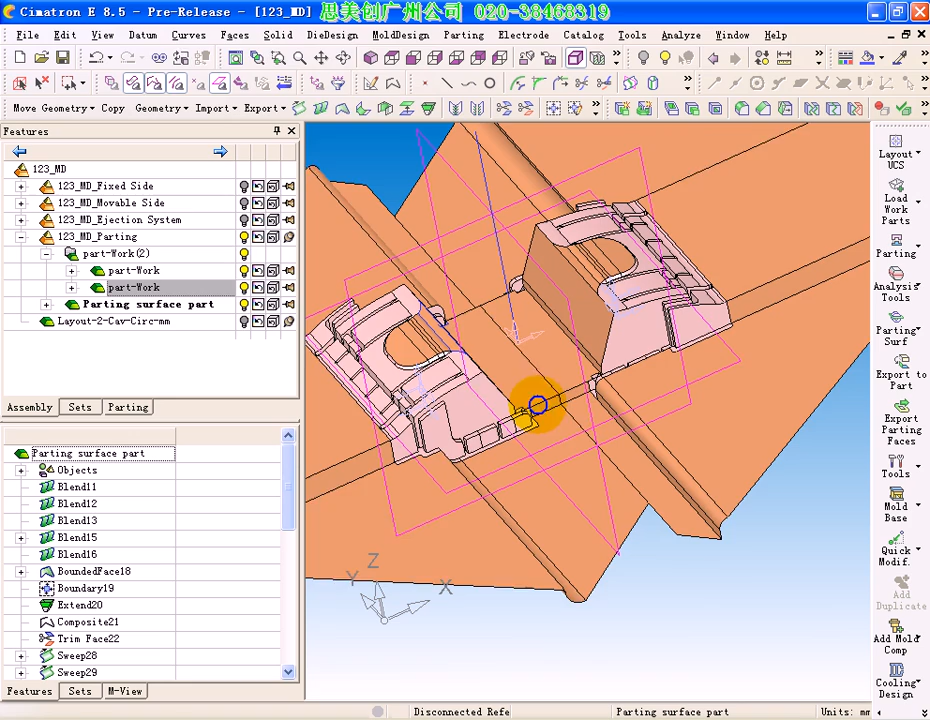 Cimatron E 8.5 - Pre-Release - [123_MD] 思美创广州公司 020-38468319
File Edit View Datum Curves Faces Solid DieDesign MoldDesign Parting Electrode Catalog Tools Analyze Window Help
Move Geometry Copy Geometry Import Export
Features
123_MD
123_MD_Fixed Side
123_MD_Movable Side
123_MD_Ejection System
123_MD_Parting
part-Work(2)
part-Work
part-Work
Parting surface part
Layout-2-Cav-Circ-mm
Assembly Sets Parting
Parting surface part
Objects
Blend11
Blend12
Blend13
Blend15
Blend16
BoundedFace18
Boundary19
Extend20
Composite21
Trim Face22
Sweep28
Sweep29
Features Sets M-View
Z
Y
X
Layout UCS
Load Work Parts
Parting
Analysis Tools
Parting Surf
Export to Part
Export Parting Faces
Tools
Mold Base
Quick Modif.
Add Duplicate
Add Mold Comp
Cooling Design
Disconnected Refe Parting surface part Units: mm